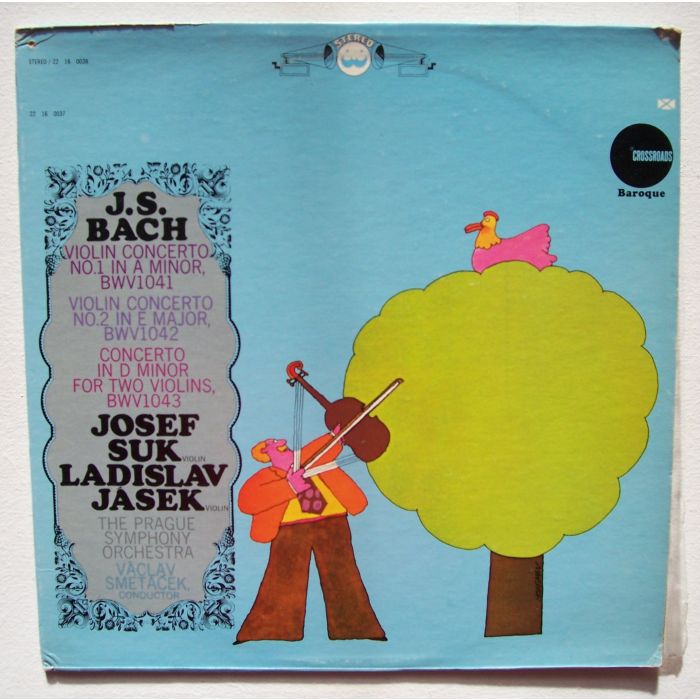 STEREO
STEREO / 22 16 0038
22 16 0037
CROSSROADS
Baroque
J.S.
BACH
VIOLIN CONCERTO
NO.1 IN A MINOR,
BWV1041
VIOLIN CONCERTO
NO.2 IN E MAJOR,
BWV1042
CONCERTO
IN D MINOR
FOR TWO VIOLINS,
BWV1043
JOSEF
SUK VIOLIN
LADISLAV
JASEK VIOLIN
THE PRAGUE
SYMPHONY
ORCHESTRA
VÁCLAV
SMETÁČEK,
CONDUCTOR